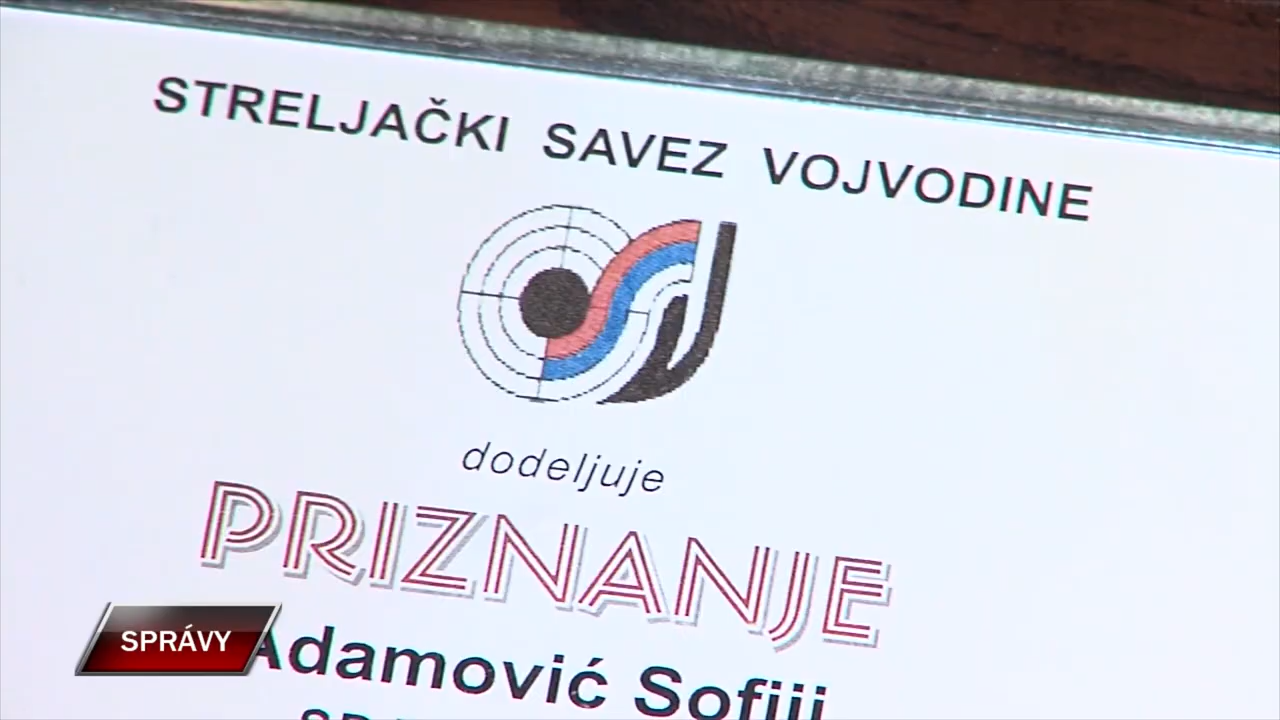 STRELJAČKI SAVEZ VOJVODINE
dodeljuje
PRIZNANJE
Adamović Sofiji
SPRÁVY